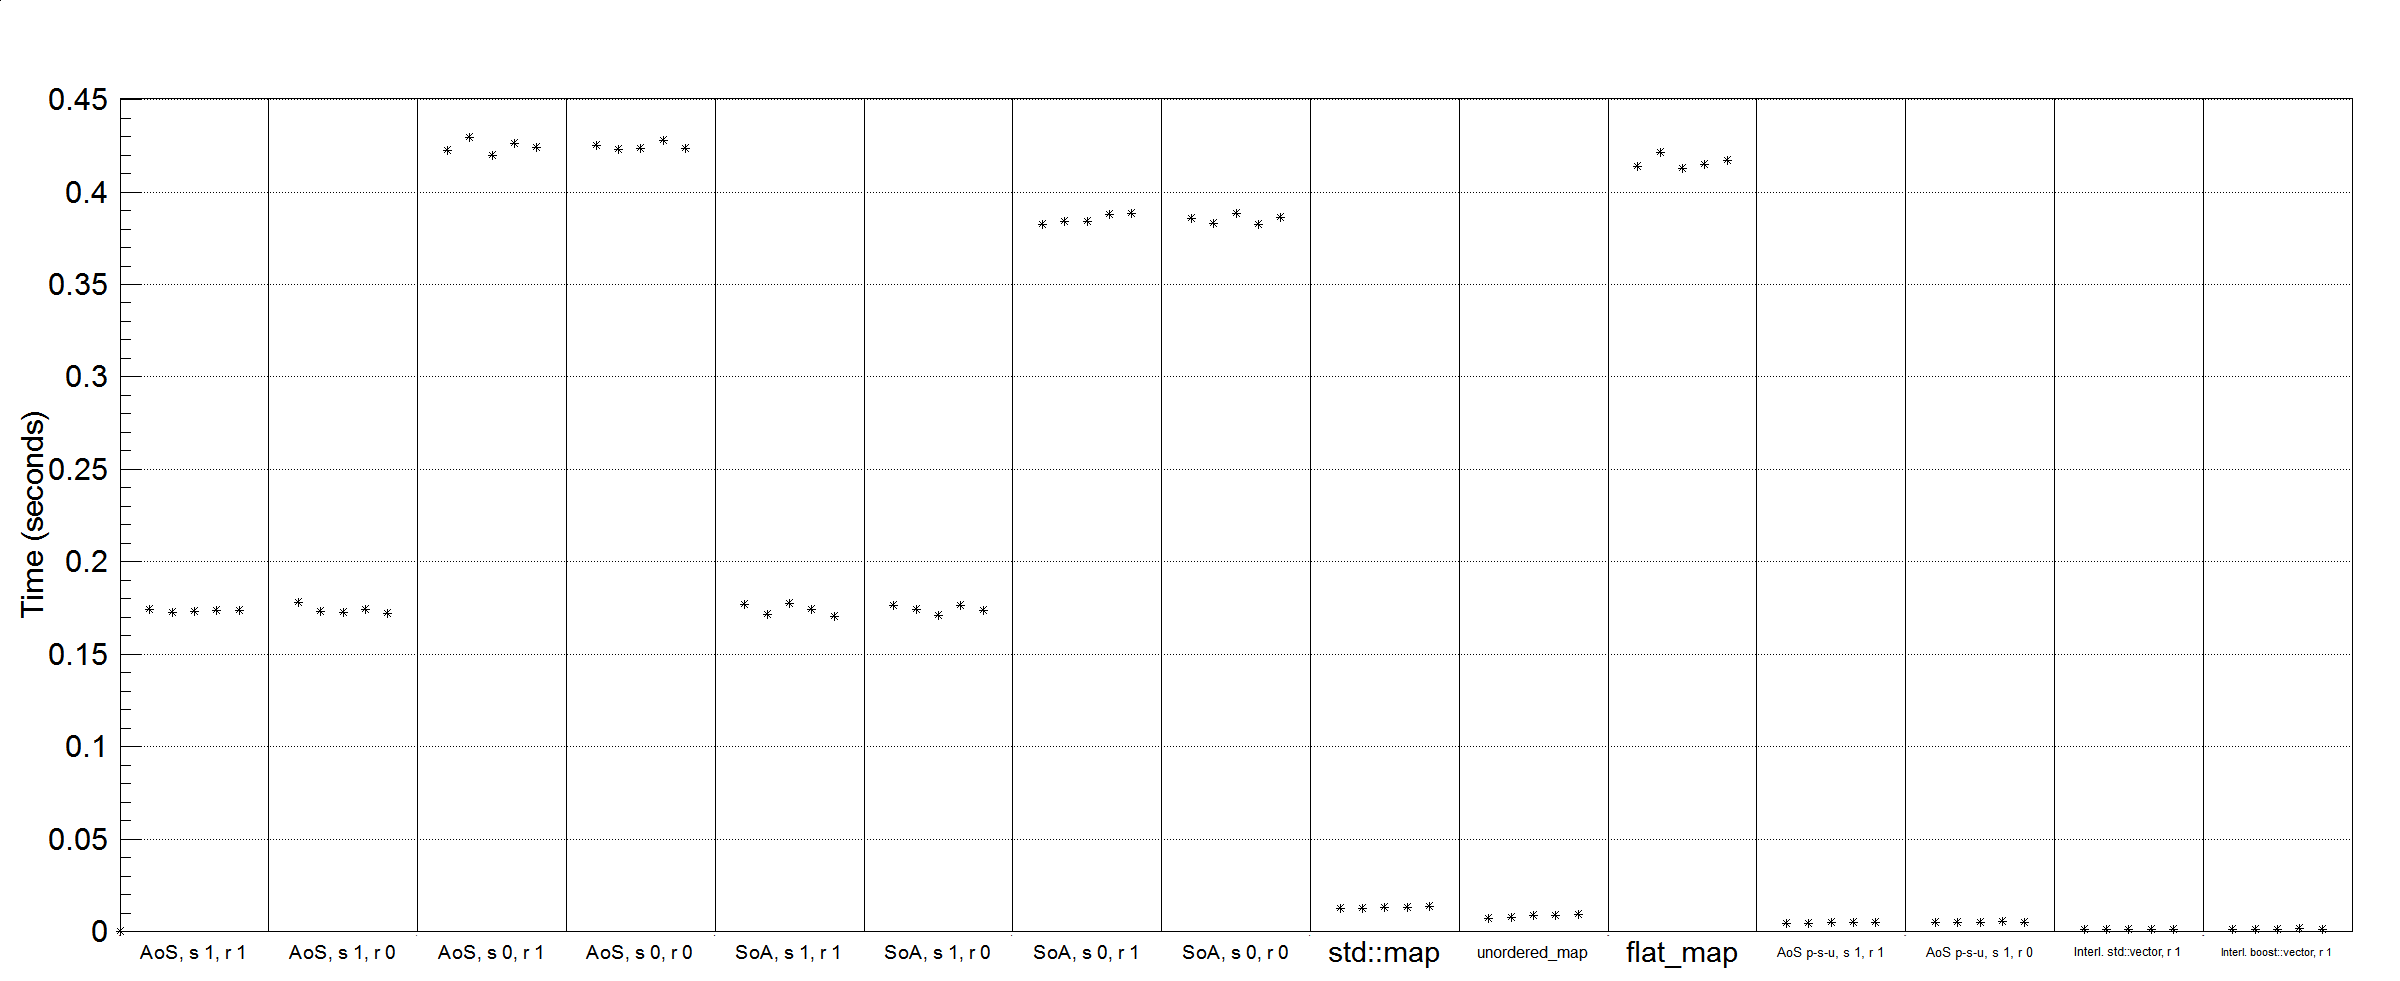 0.45
0.4
0.35
0.3
0.25
0.2
0.15
0.1
0.05
0
Time (seconds)
AoS, s 1, r 1
AoS, s 1, r 0
AoS, s 0, r 1
AoS, s 0, r 0
SoA, s 1, r 1
SoA, s 1, r 0
SoA, s 0, r 1
SoA, s 0, r 0
std::map
unordered_map
flat_map
AoS p-s-u, s 1, r 1
AoS p-s-u, s 1, r 0
Interl. std::vector, r 1
Interl. boost::vector, r 1